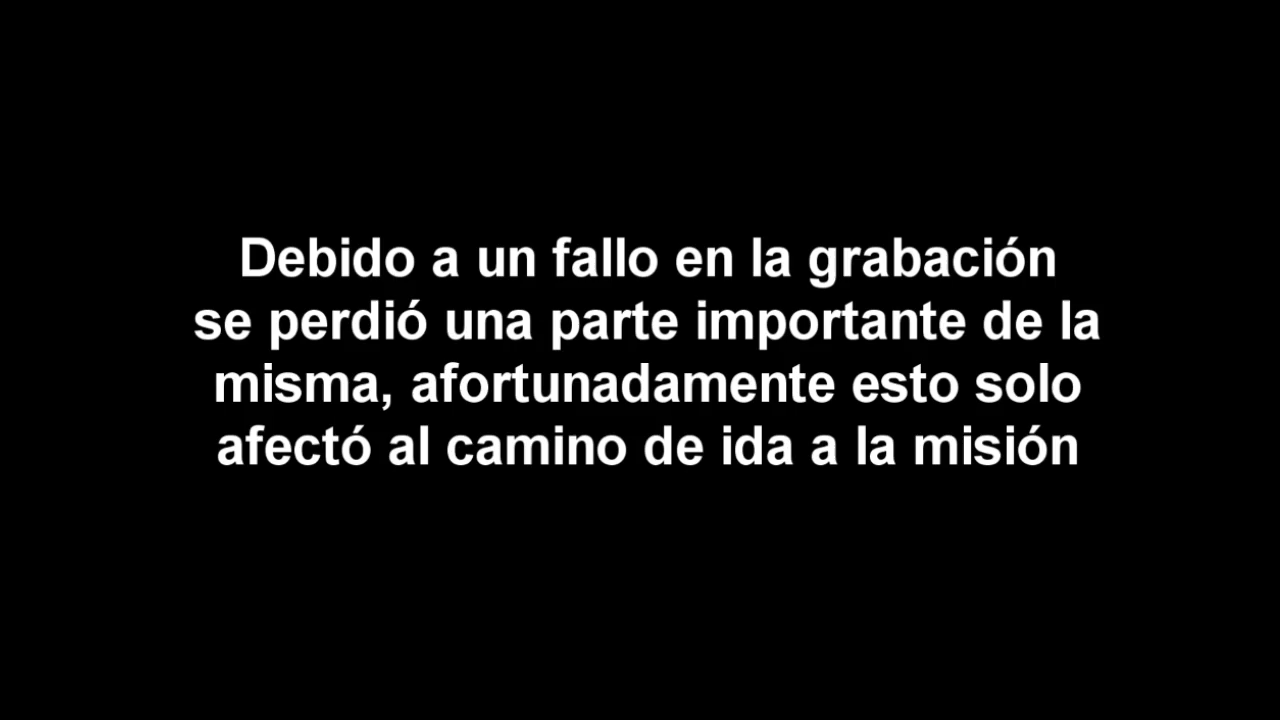 Debido a un fallo en la grabación
se perdió una parte importante de la
misma, afortunadamente esto solo
afectó al camino de ida a la misión